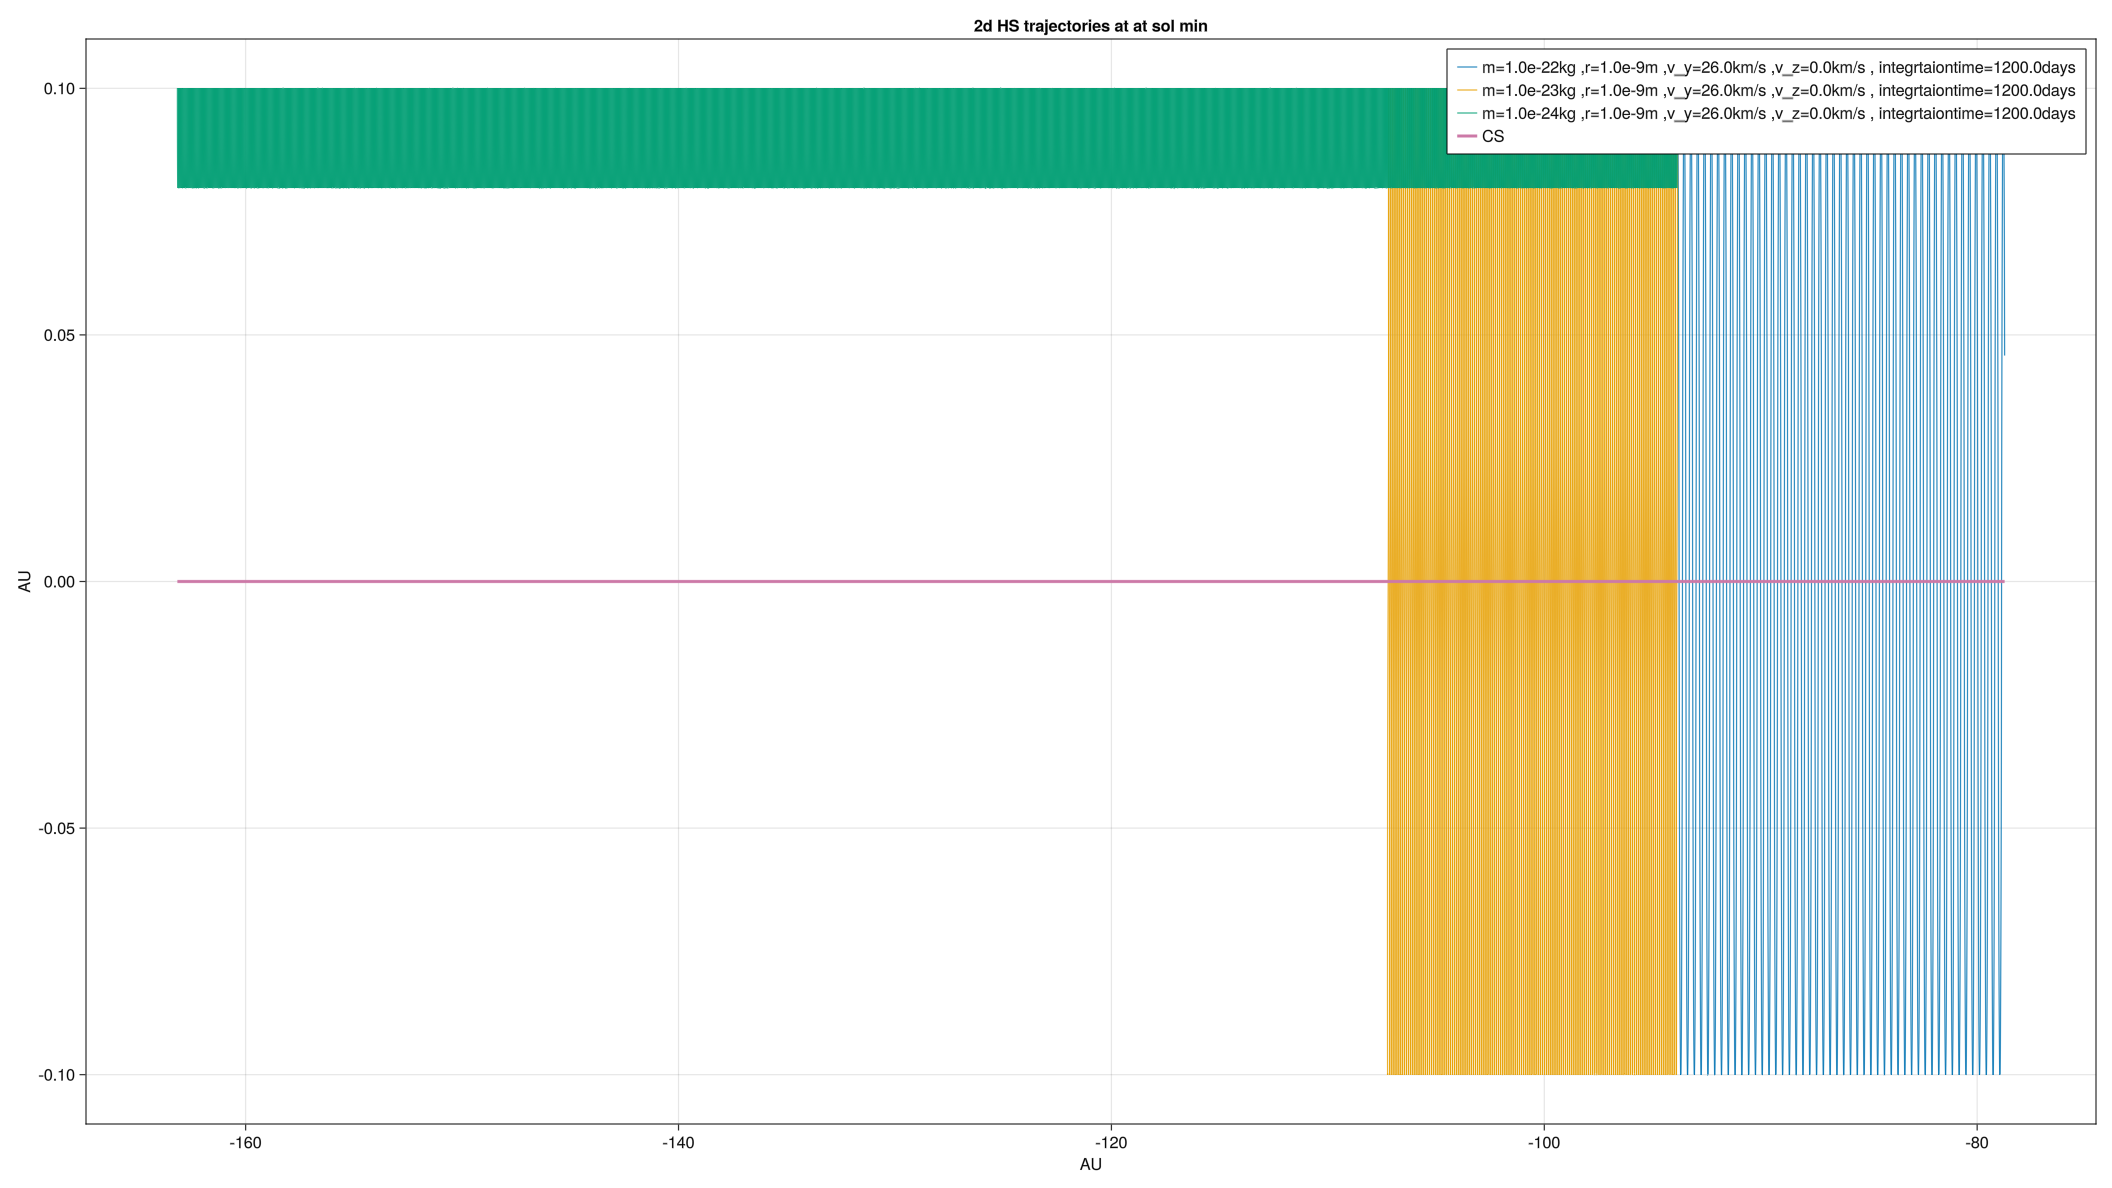 2d HS trajectories at at sol min
m=1.0e-22kg ,r=1.0e-9m ,v_y=26.0km/s ,v_z=0.0km/s , integrtaiontime=1200.0days
m=1.0e-23kg ,r=1.0e-9m ,v_y=26.0km/s ,v_z=0.0km/s , integrtaiontime=1200.0days
m=1.0e-24kg ,r=1.0e-9m ,v_y=26.0km/s ,v_z=0.0km/s , integrtaiontime=1200.0days
CS
0.10
0.05
0.00
-0.05
-0.10
AU
-160 -140 -120 -100 -80
AU